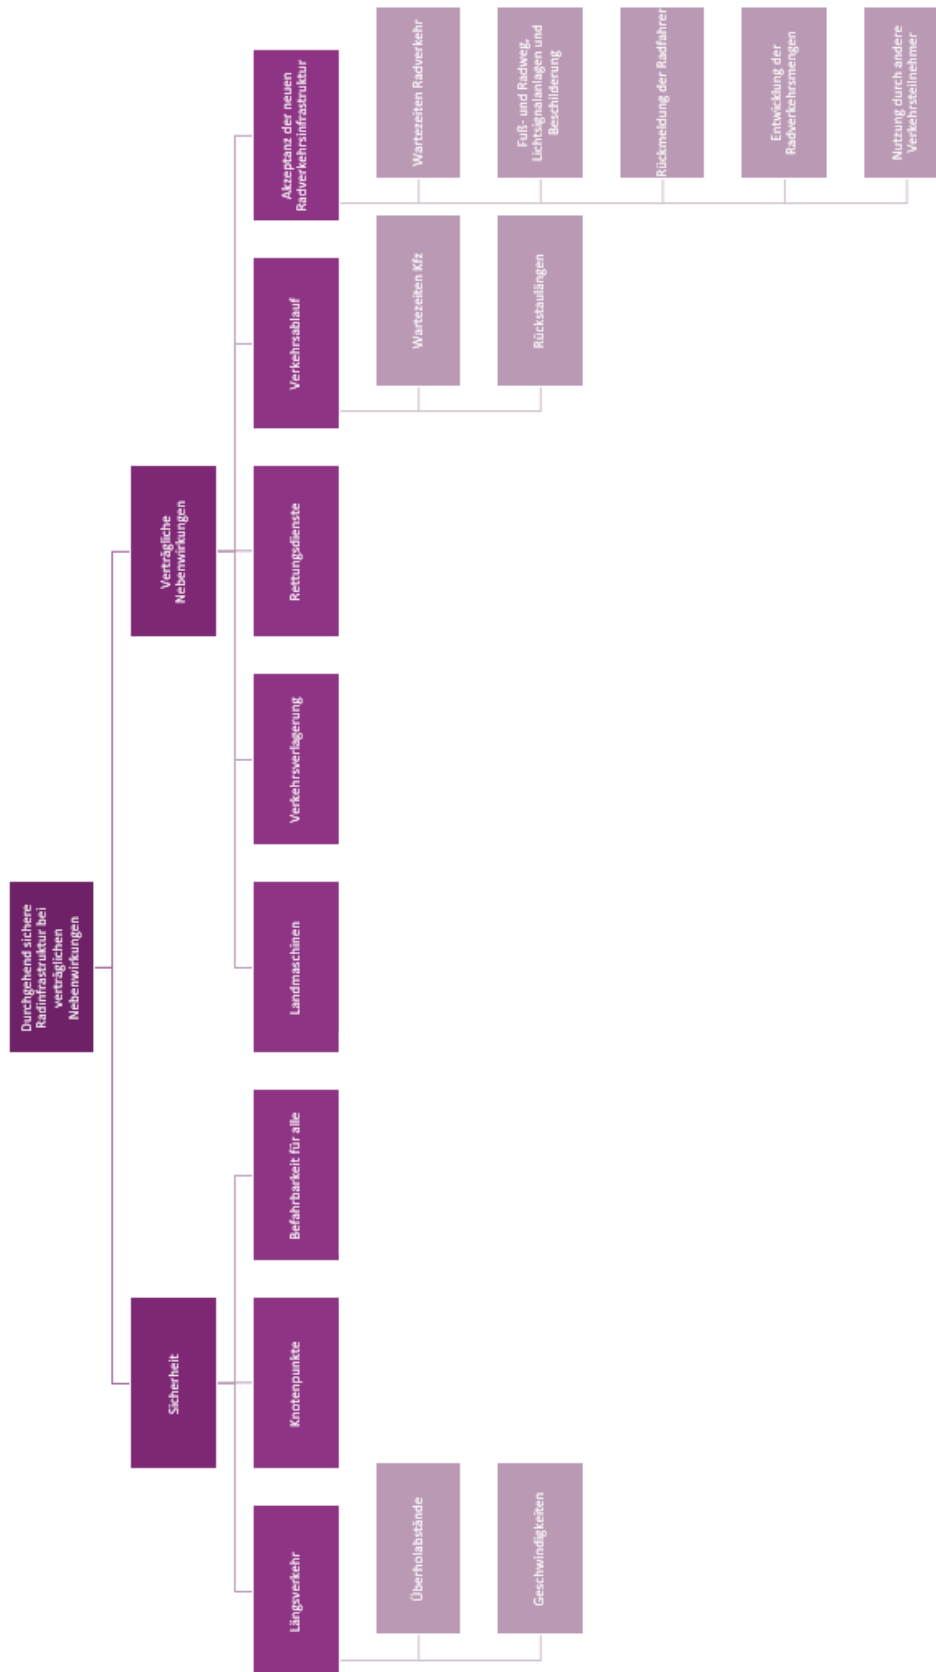 Durchgehend sichere
Radinfrastruktur bei
verträglichen
Nebenwirkungen
Sicherheit
Verträgliche
Nebenwirkungen
Längsverkehr
Knotenpunkte
Befahrbarkeit für alle
Landmaschinen
Verkehrsverlagerung
Rettungsdienste
Verkehrsablauf
Akzeptanz der neuen
Radverkehrsinfrastruktur
Überholabstände
Geschwindigkeiten
Wartezeiten Kfz
Rückstaulängen
Wartezeiten Radverkehr
Fuß- und Radweg,
Lichtsignalanlagen und
Beschilderung
Rückmeldung der Radfahrer
Entwicklung der
Radverkehrsmengen
Nutzung durch andere
Verkehrsteilnehmer